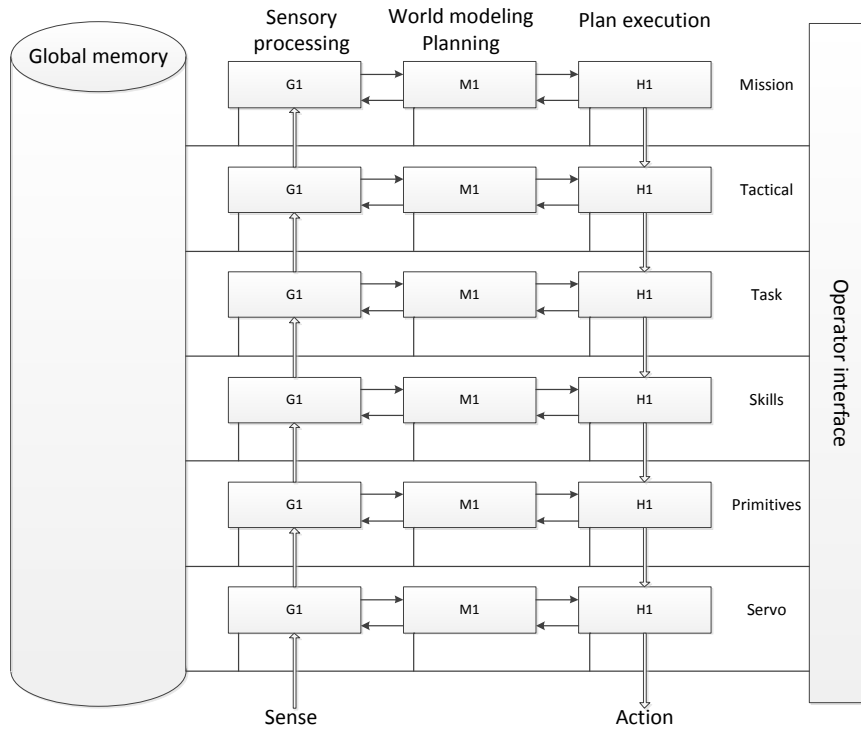 Sensory
processing
World modeling
Planning
Plan execution
Global memory
G1
M1
H1
Mission
G1
M1
H1
Tactical
G1
M1
H1
Task
G1
M1
H1
Skills
G1
M1
H1
Primitives
G1
M1
H1
Servo
Sense
Action
Operator interface